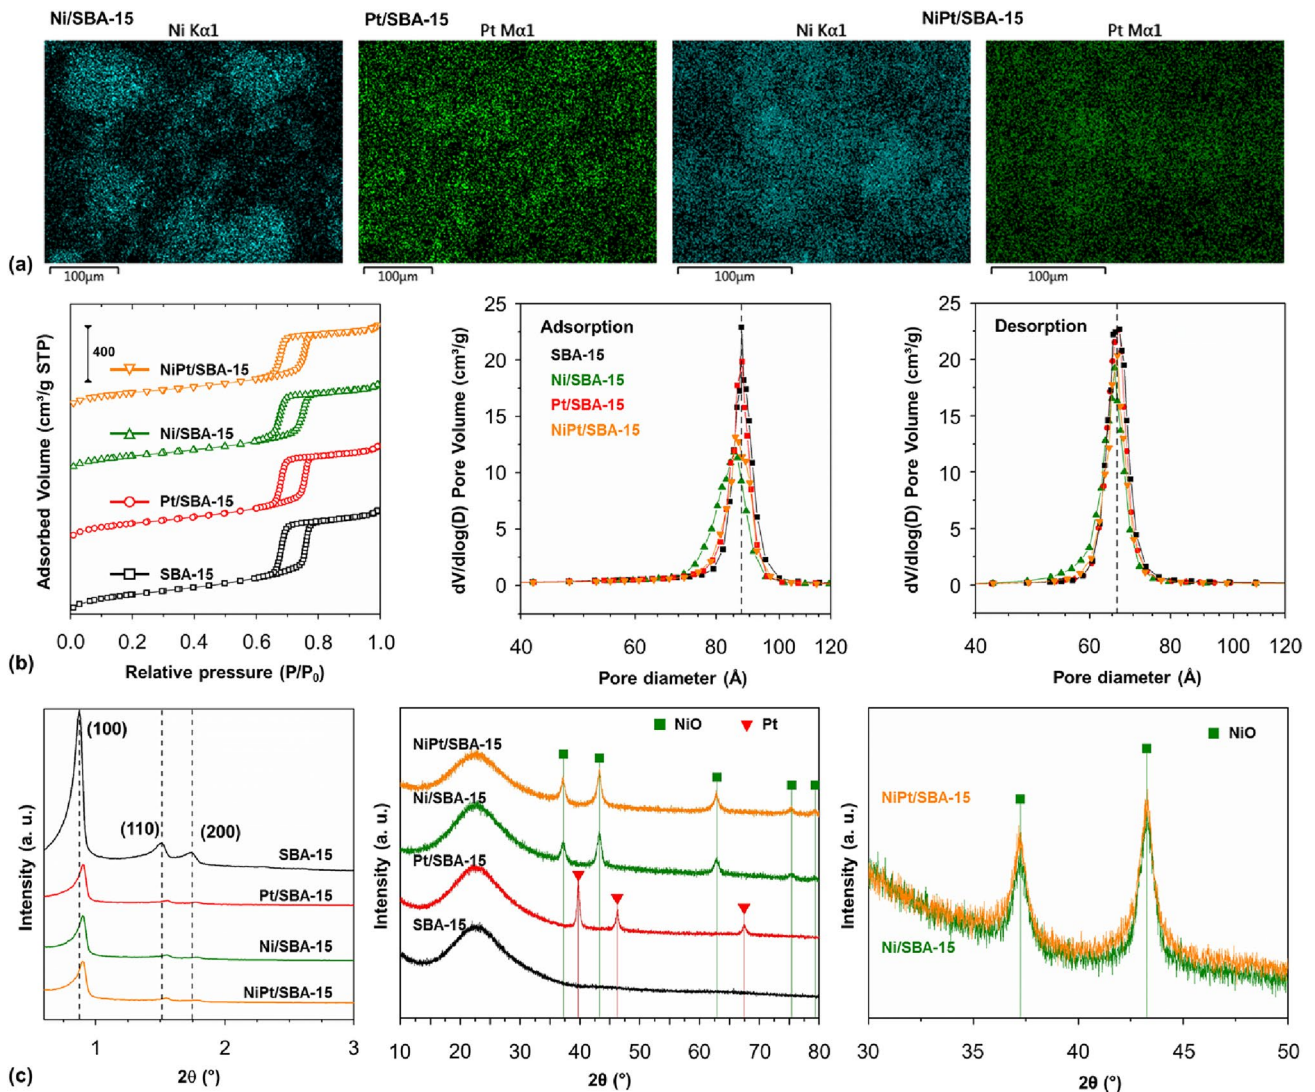 Ni/SBA-15
Pt/SBA-15
NiPt/SBA-15
Ni Kα1
Pt Mα1
Ni Kα1
Pt Mα1
(a)
100μm
100μm
100μm
100μm
400
NiPt/SBA-15
Ni/SBA-15
Pt/SBA-15
SBA-15
Adsorbed Volume (cm³/g STP)
0.0 0.2 0.4 0.6 0.8 1.0
Relative pressure (P/P₀)
(b)
Adsorption
SBA-15
Ni/SBA-15
Pt/SBA-15
NiPt/SBA-15
dV/dlog(D) Pore Volume (cm³/g)
25
20
15
10
5
0
40 60 80 100 120
Pore diameter (Å)
Desorption
dV/dlog(D) Pore Volume (cm³/g)
25
20
15
10
5
0
40 60 80 100 120
Pore diameter (Å)
(100)
(110)
(200)
SBA-15
Pt/SBA-15
Ni/SBA-15
NiPt/SBA-15
Intensity (a. u.)
1 2 3
2θ (°)
(c)
NiO
Pt
NiPt/SBA-15
Ni/SBA-15
Pt/SBA-15
SBA-15
Intensity (a. u.)
10 15 20 25 30 35 40 45 50 55 60 65 70 75 80
2θ (°)
NiO
NiPt/SBA-15
Ni/SBA-15
Intensity (a. u.)
30 35 40 45 50
2θ (°)